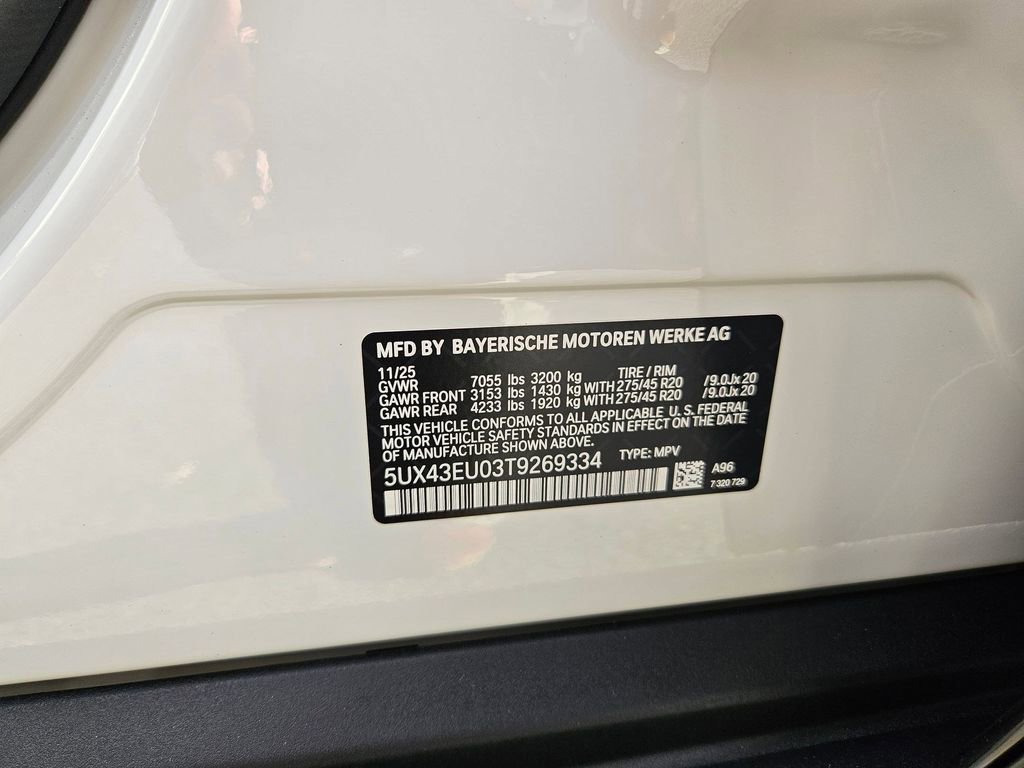 MFD BY BAYERISCHE MOTOREN WERKE AG
11/25 TIRE / RIM
GVWR 7055 lbs 3200 kg
GAWR FRONT 3153 lbs 1430 kg WITH 275/45 R20 /9.0Jx20
GAWR REAR 4233 lbs 1920 kg WITH 275/45 R20 /9.0Jx20
THIS VEHICLE CONFORMS TO ALL APPLICABLE U.S. FEDERAL
MOTOR VEHICLE SAFETY STANDARDS IN EFFECT ON THE DATE
OF MANUFACTURE SHOWN ABOVE.
5UX43EU03T9269334 TYPE: MPV
A96
7 320 729